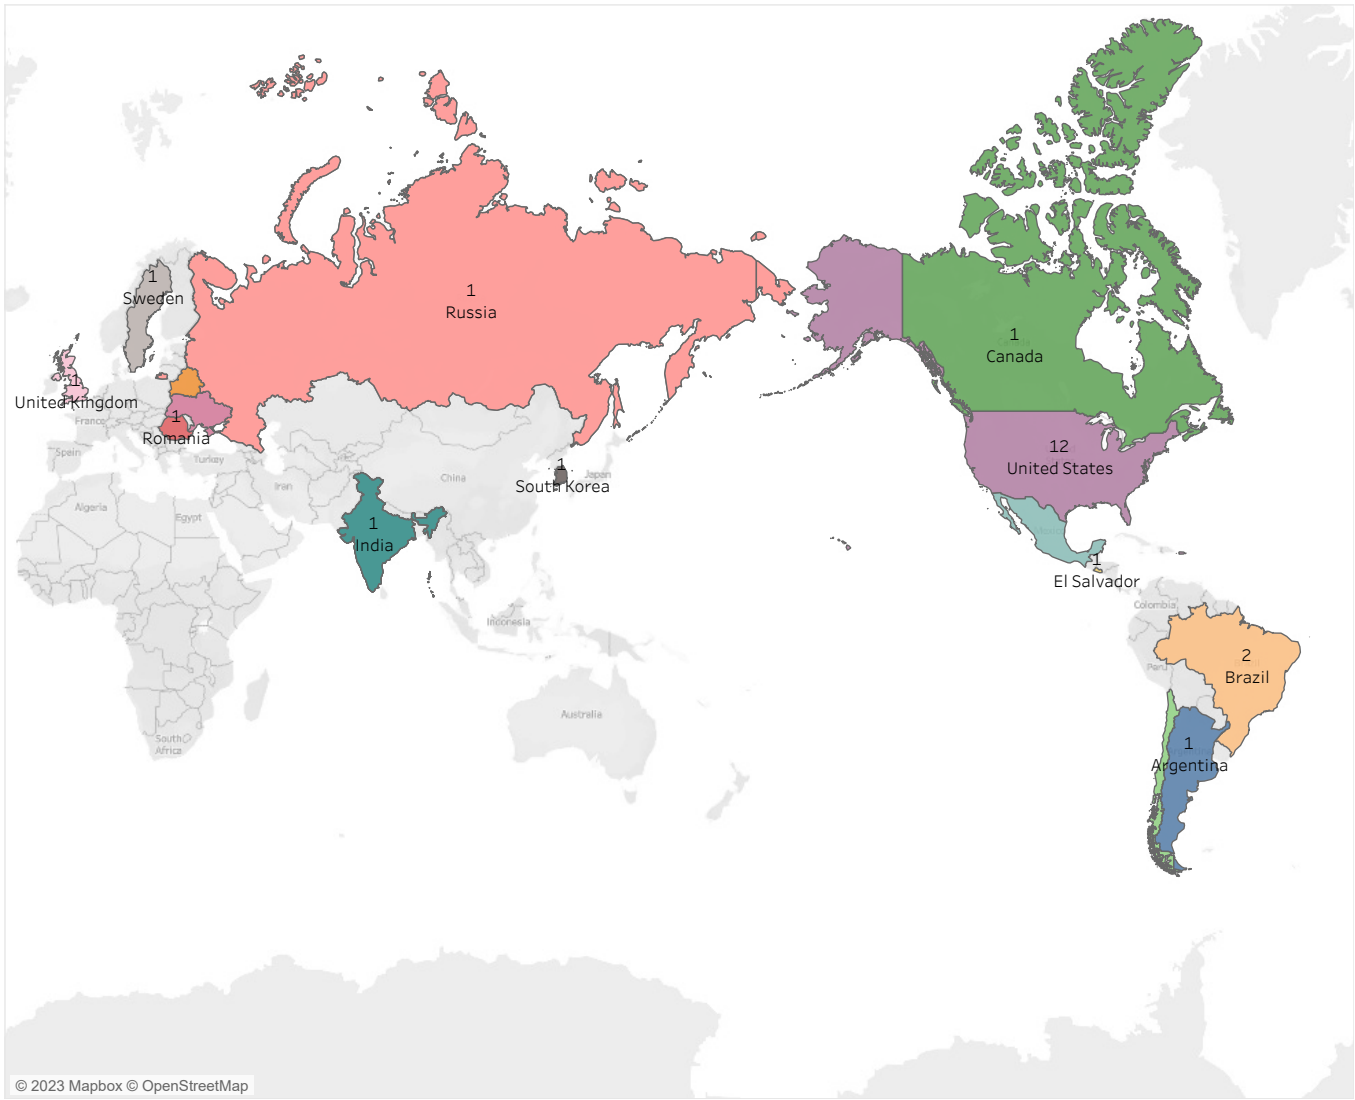 1
Russia
1
Sweden
1
Canada
1
United Kingdom
France
1
Romania
Spain
Turkey
12
United States
1
South Korea
Japan
China
Iran
Algeria
Egypt
1
India
1
El Salvador
Colombia
Indonesia
2
Brazil
Peru
Australia
South
Africa
1
Argentina
© 2023 Mapbox © OpenStreetMap